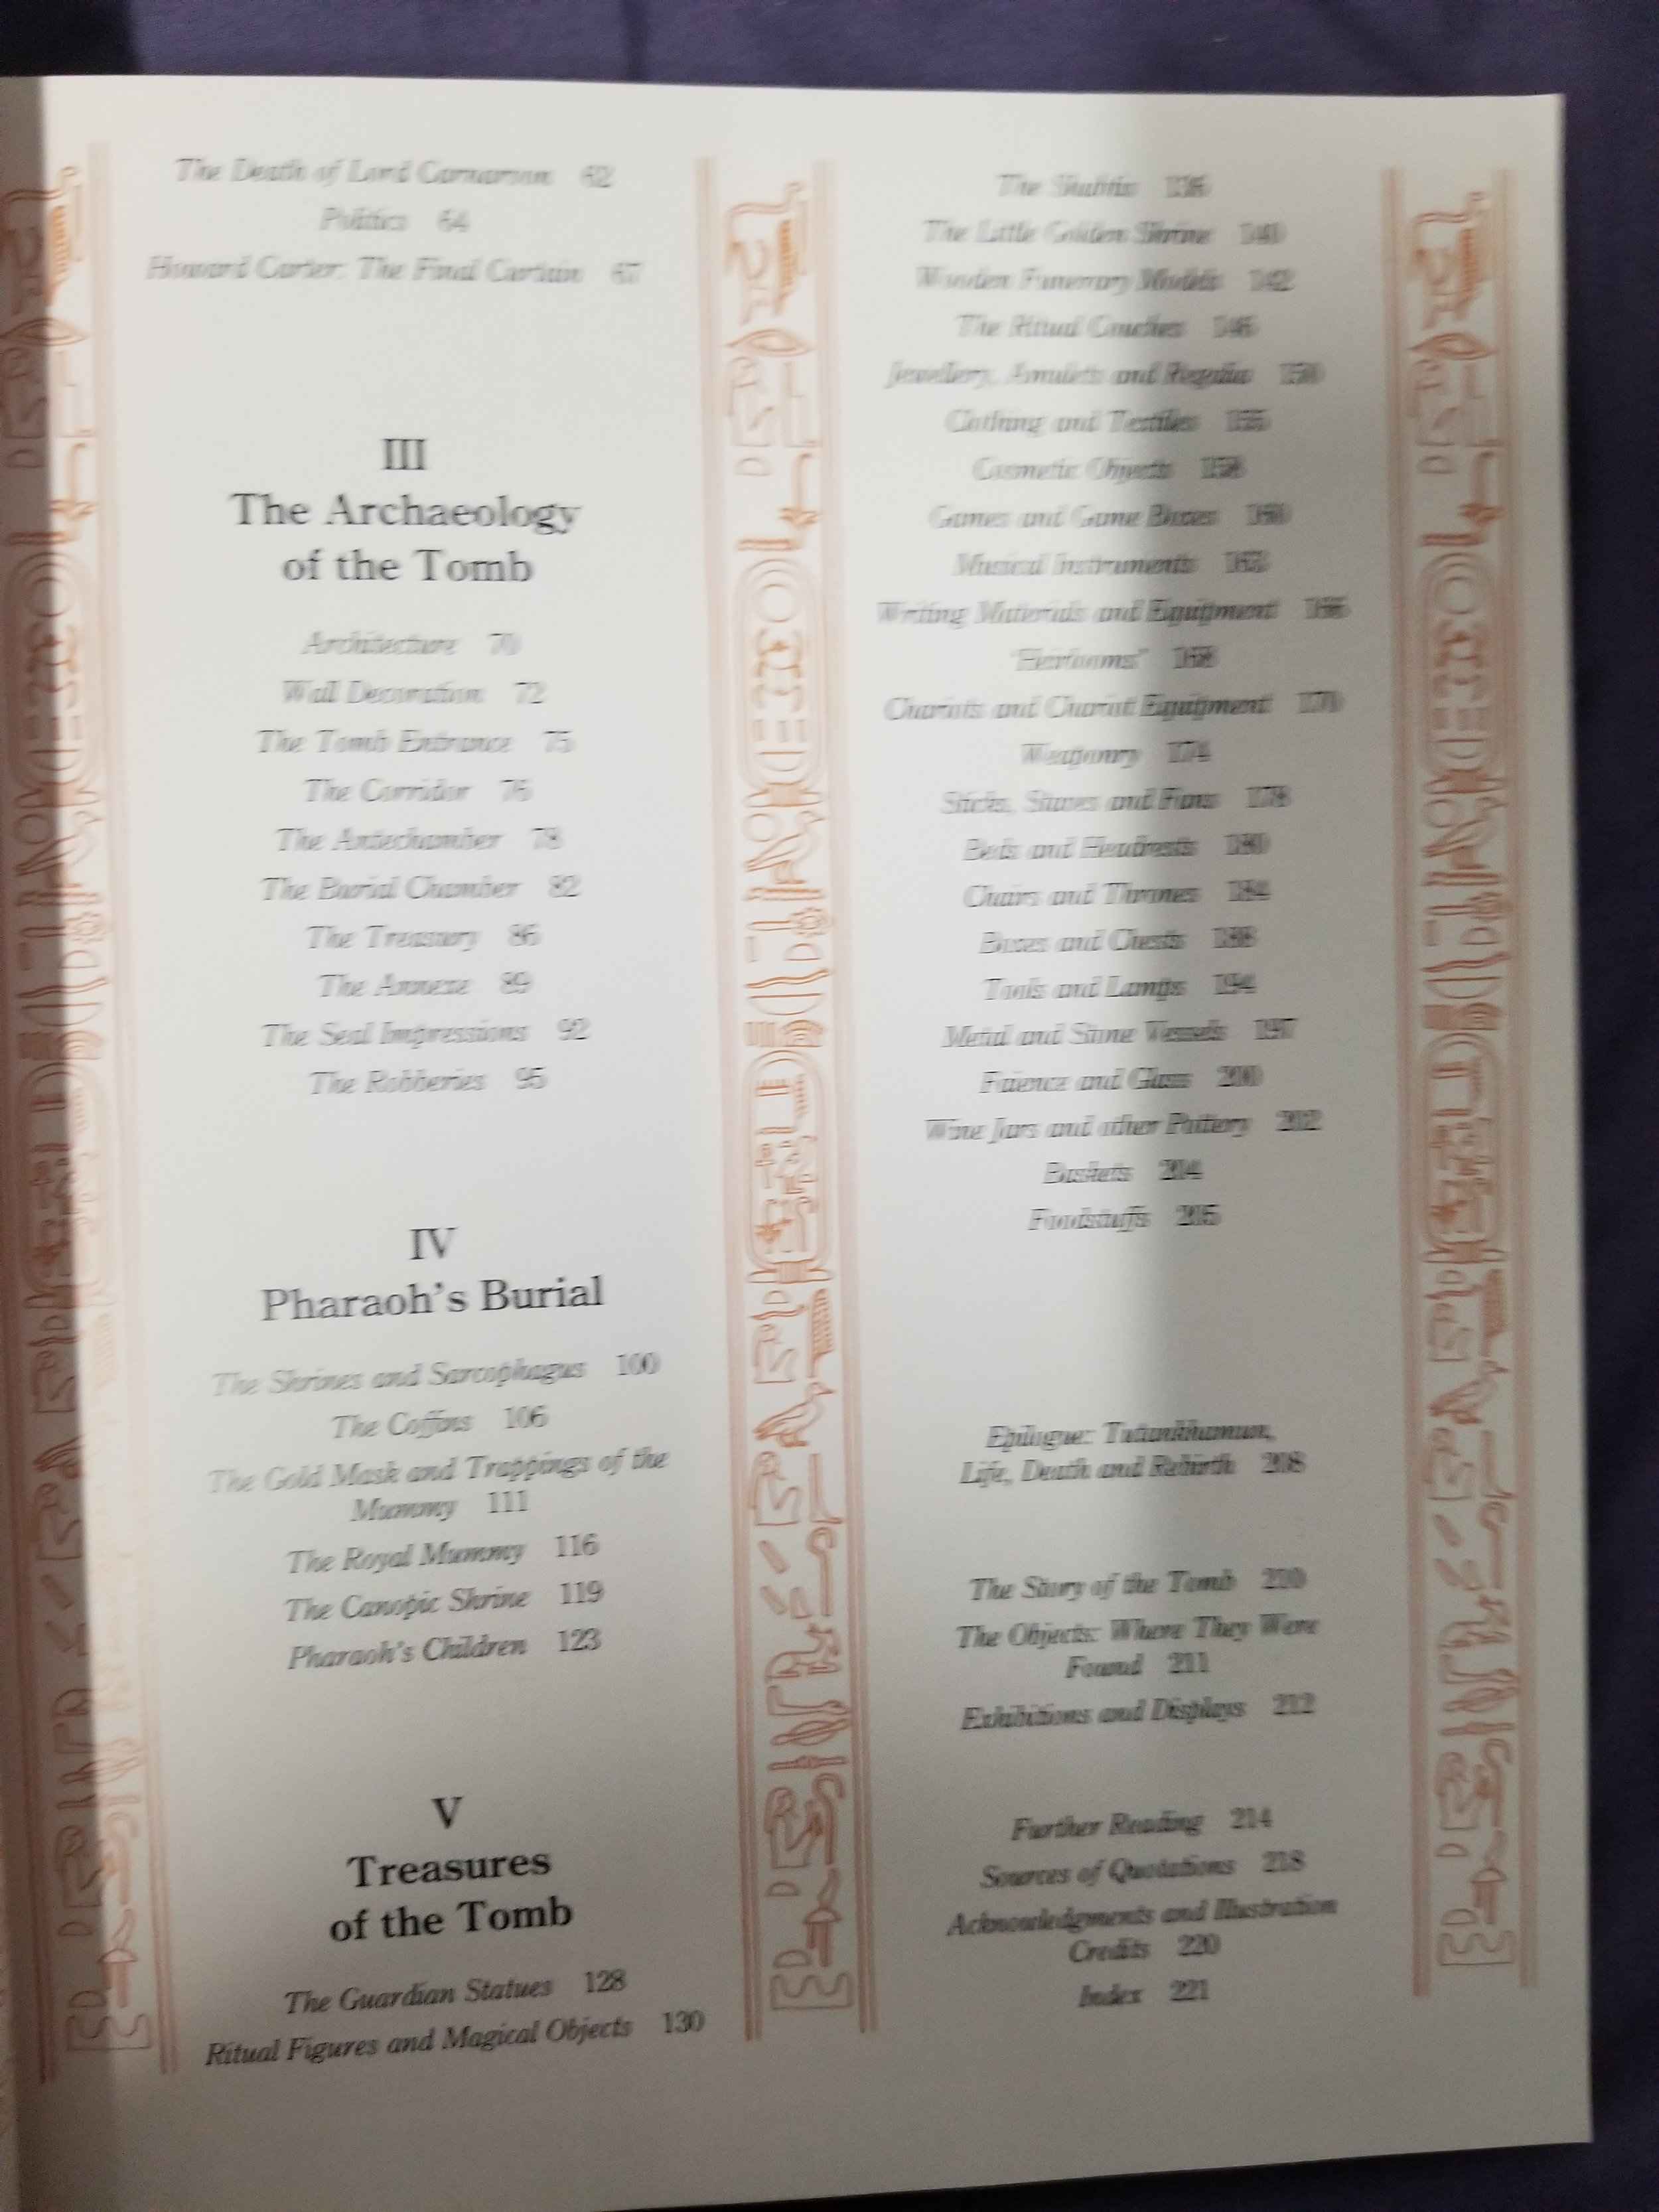 The Death of Lord Carnarvon 62
Politics 64
Howard Carter: The Final Curtain 67
III
The Archaeology
of the Tomb
Architecture 70
Wall Decoration 72
The Tomb Entrance 75
The Corridor 76
The Antechamber 78
The Burial Chamber 82
The Treasury 86
The Annexe 89
The Seal Impressions 92
The Robberies 95
IV
Pharaoh's Burial
The Shrines and Sarcophagus 100
The Coffins 106
The Gold Mask and Trappings of the
Mummy 111
The Royal Mummy 116
The Canopic Shrine 119
Pharaoh's Children 123
V
Treasures
of the Tomb
The Guardian Statues 128
Ritual Figures and Magical Objects 130
The Shabtis 136
The Little Golden Shrine 140
Wooden Funerary Models 142
The Ritual Couches 146
Jewellery, Amulets and Regalia 150
Clothing and Textiles 155
Cosmetic Objects 158
Games and Game Boxes 160
Musical Instruments
Writing Materials and Equipment
"Heirlooms" 168
Chariots and Chariot Equipment 170
Weaponry 174
Sticks, Staves and Fans 178
Beds and Headrests 180
Chairs and Thrones 184
Boxes and Chests 188
Tools and Lamps 194
Metal and Stone Vessels 197
Faience and Glass 200
Wine Jars and other Pottery 202
Baskets 204
Foodstuffs 205
Epilogue: Tutankhamun,
Life, Death and Rebirth 208
The Story of the Tomb 210
The Objects: Where They Were
Found 211
Exhibitions and Displays 212
Further Reading 214
Sources of Quotations 218
Acknowledgments and Illustration
Credits 220
Index 221